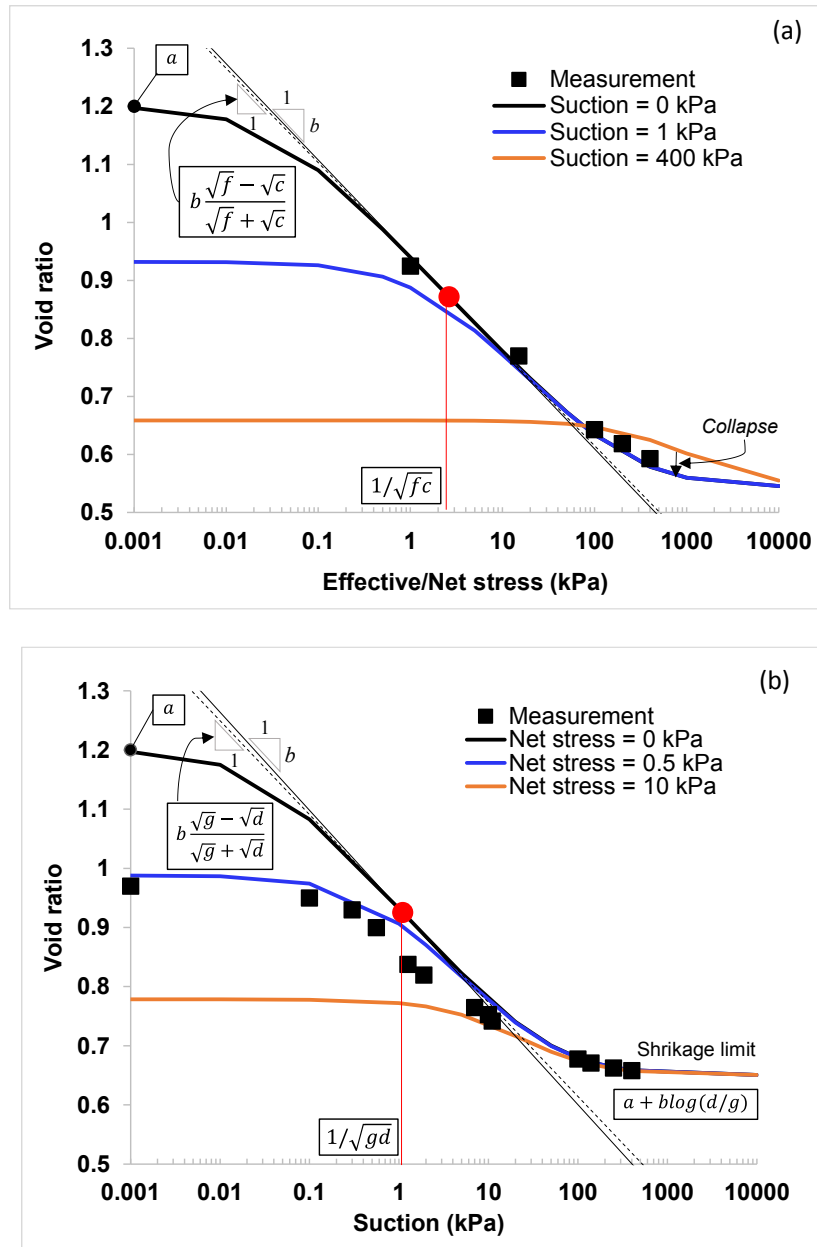 (a)
1.3
1.2
1.1
1
0.9
0.8
0.7
0.6
0.5
Void ratio
a
1
b
1
b (√f − √c)/(√f + √c)
Measurement
Suction = 0 kPa
Suction = 1 kPa
Suction = 400 kPa
Collapse
1/√fc
0.001 0.01 0.1 1 10 100 1000 10000
Effective/Net stress (kPa)
(b)
1.3
1.2
1.1
1
0.9
0.8
0.7
0.6
0.5
Void ratio
a
1
b
1
b (√g − √d)/(√g + √d)
Measurement
Net stress = 0 kPa
Net stress = 0.5 kPa
Net stress = 10 kPa
Shrikage limit
a + blog(d/g)
1/√gd
0.001 0.01 0.1 1 10 100 1000 10000
Suction (kPa)